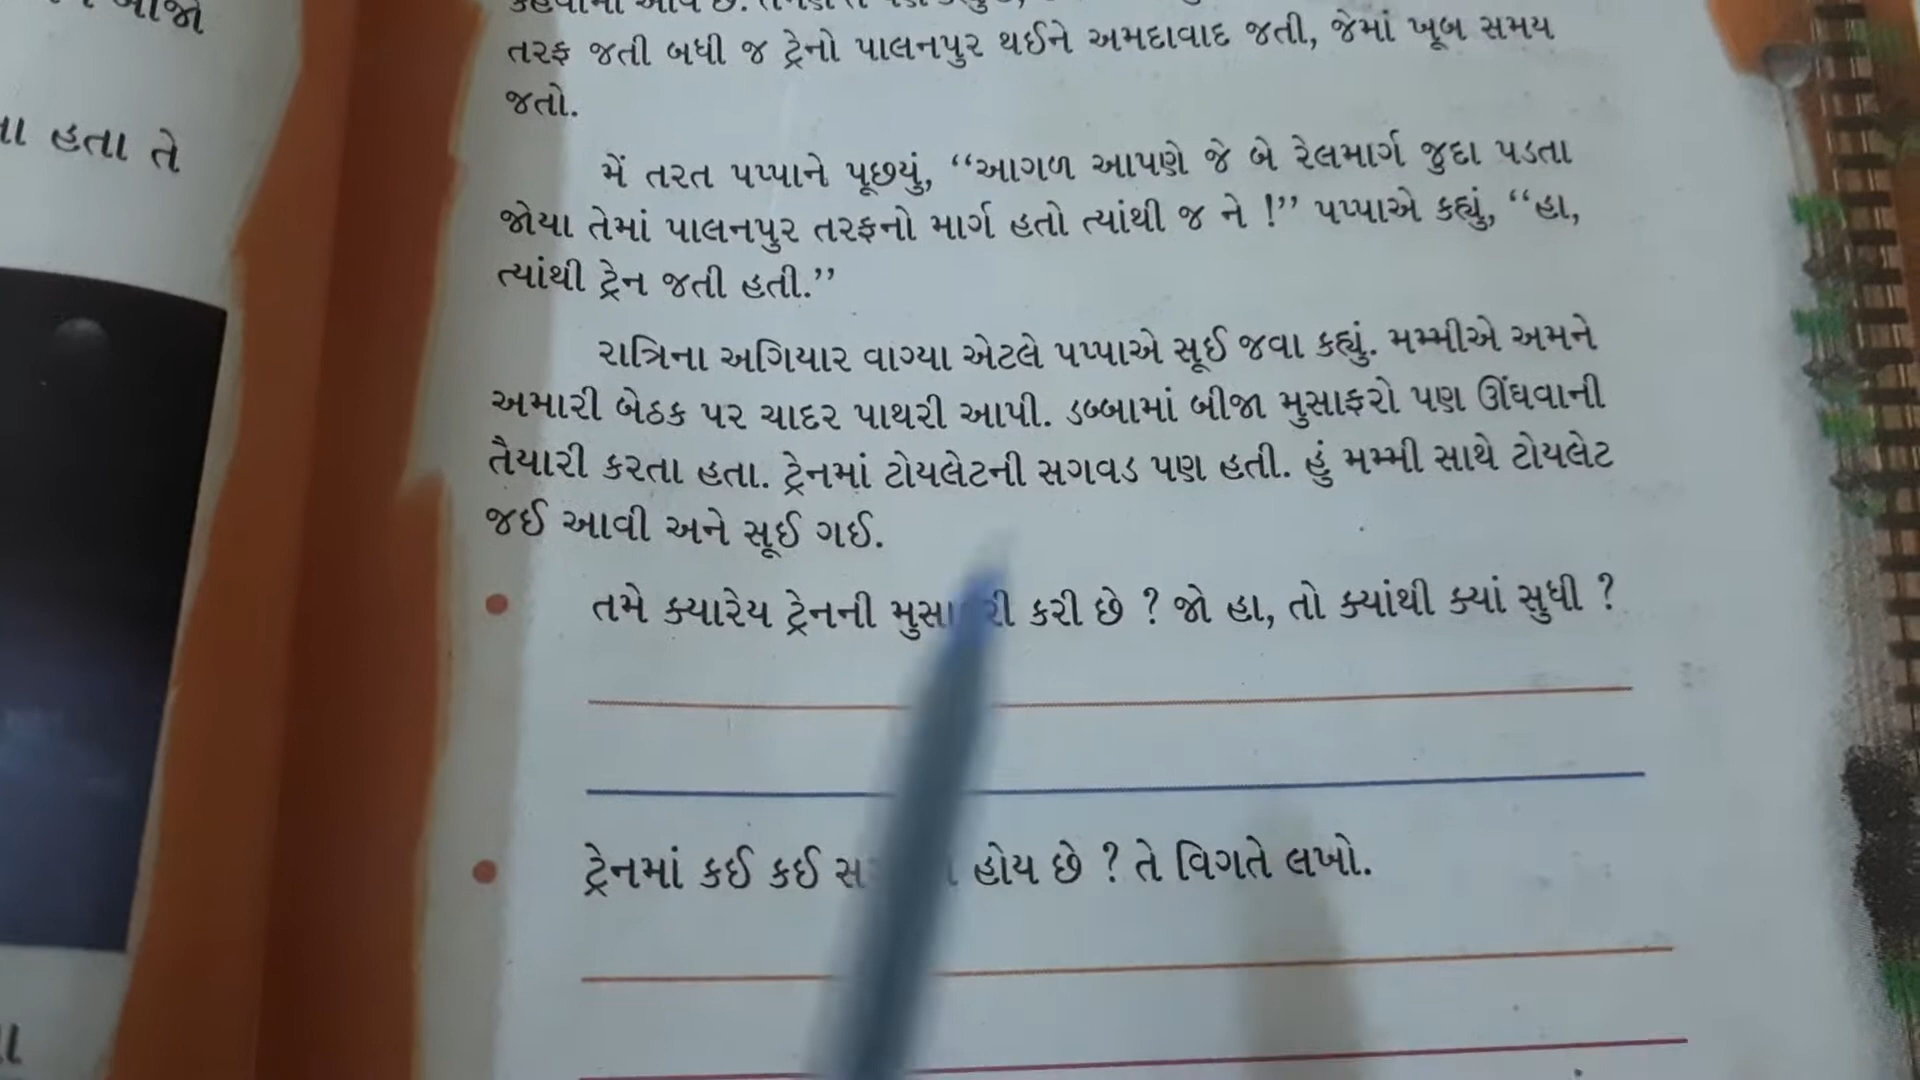 બીજો
હતા તે
તરફ જતી બધી જ ટ્રેનો પાલનપુર થઈને અમદાવાદ જતી, જેમાં ખૂબ સમય
જતો.
મેં તરત પપ્પાને પૂછયું, “આગળ આપણે જે બે રેલમાર્ગ જુદા પડતા
જોયા તેમાં પાલનપુર તરફનો માર્ગ હતો ત્યાંથી જ ને !” પપ્પાએ કહ્યું, “હા,
ત્યાંથી ટ્રેન જતી હતી.”
રાત્રિના અગિયાર વાગ્યા એટલે પપ્પાએ સૂઈ જવા કહ્યું. મમ્મીએ અમને
અમારી બેઠક પર ચાદર પાથરી આપી. ડબ્બામાં બીજા મુસાફરો પણ ઊંઘવાની
તૈયારી કરતા હતા. ટ્રેનમાં ટોયલેટની સગવડ પણ હતી. હું મમ્મી સાથે ટોયલેટ
જઈ આવી અને સૂઈ ગઈ.
તમે ક્યારેય ટ્રેનની કરી છે ? જો હા, તો ક્યાંથી ક્યાં સુધી ?
ટ્રેનમાં કઈ કઈ હોય છે ? તે વિગતે લખો.